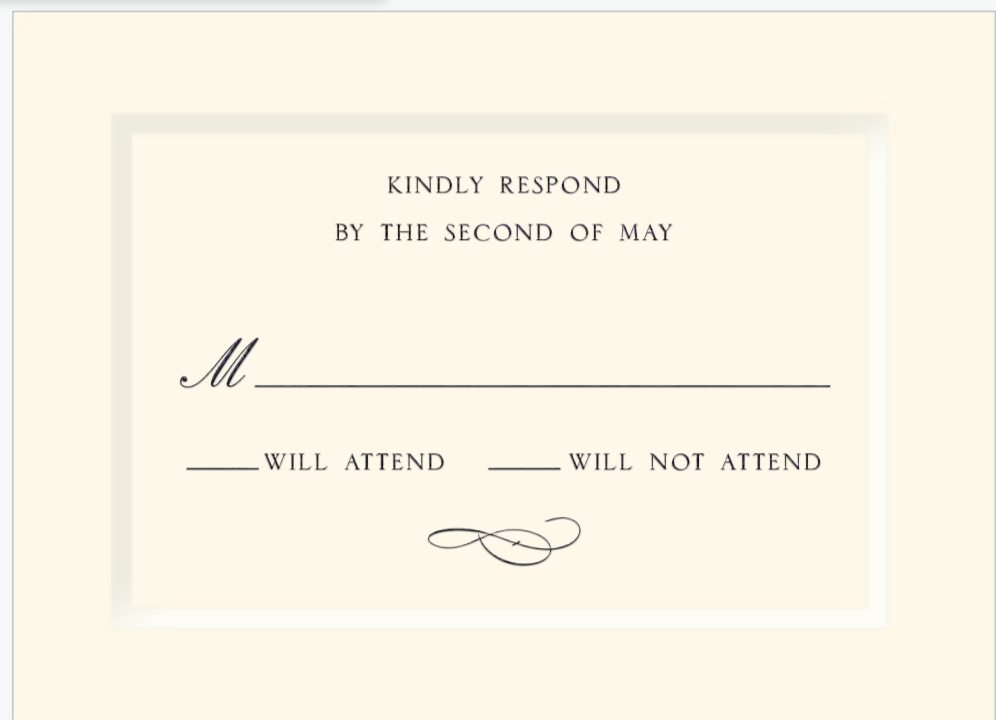 KINDLY RESPOND
BY THE SECOND OF MAY
M
WILL ATTEND WILL NOT ATTEND